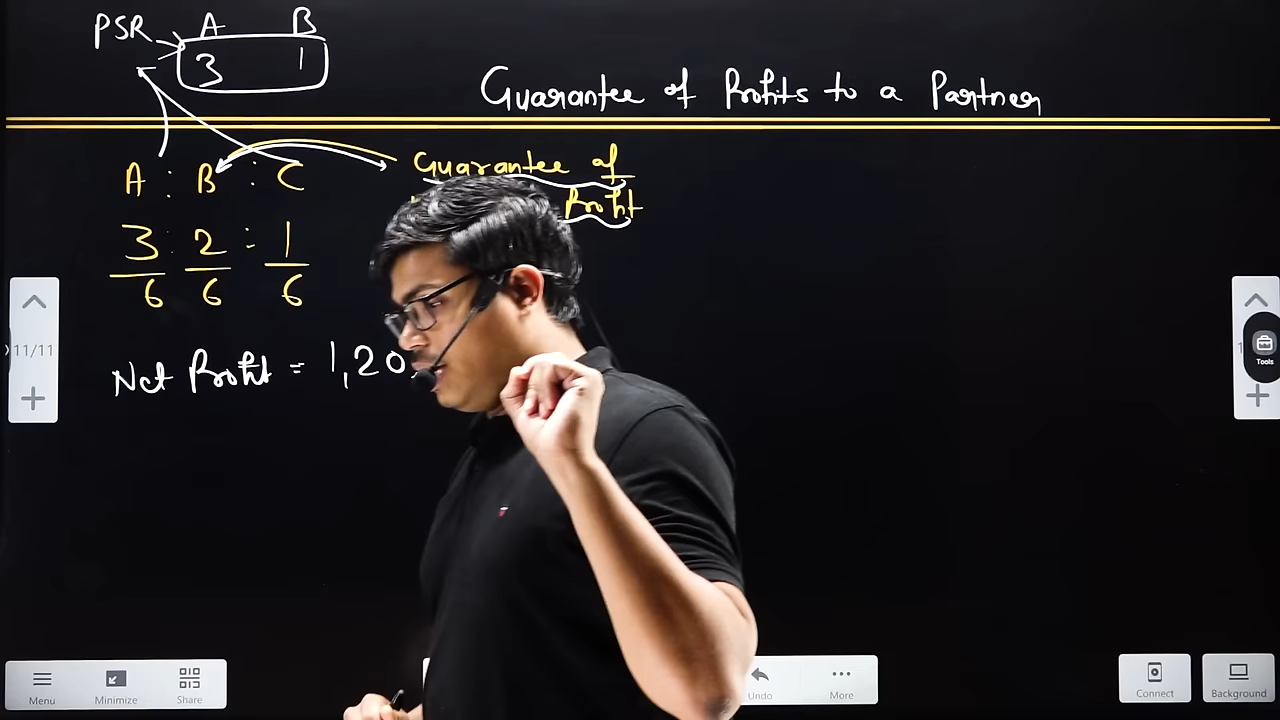 PSR A B
3 1
Guarantee of Profits to a Partner
A : B : C
Guarantee of
Profit
3 : 2 : 1
6 6 6
Net Profit = 1,20
11/11
Tools
Menu
Minimize
Share
Undo
More
Connect
Background